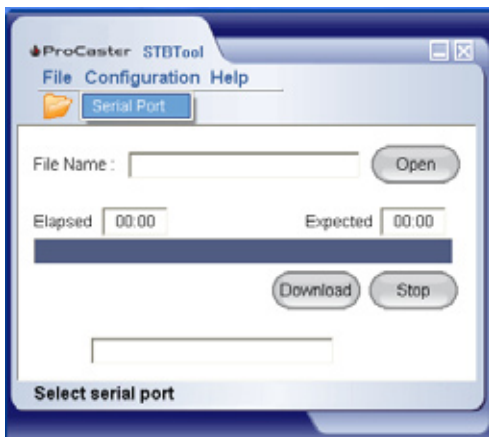 ProCaster STBTool
File Configuration Help
Serial Port
File Name : Open
Elapsed 00:00 Expected 00:00
Download Stop
Select serial port